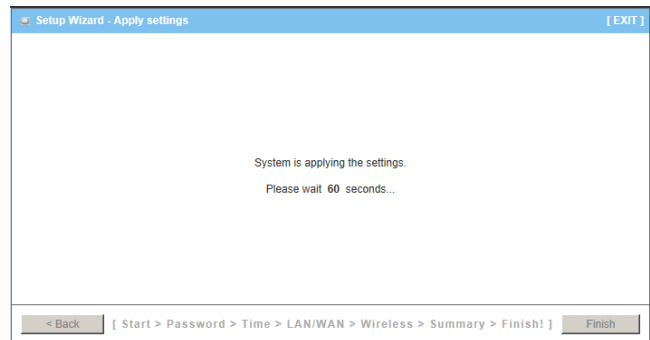 Setup Wizard - Apply settings [ EXIT ]
System is applying the settings.
Please wait 60 seconds...
< Back [ Start > Password > Time > LAN/WAN > Wireless > Summary > Finish! ] Finish